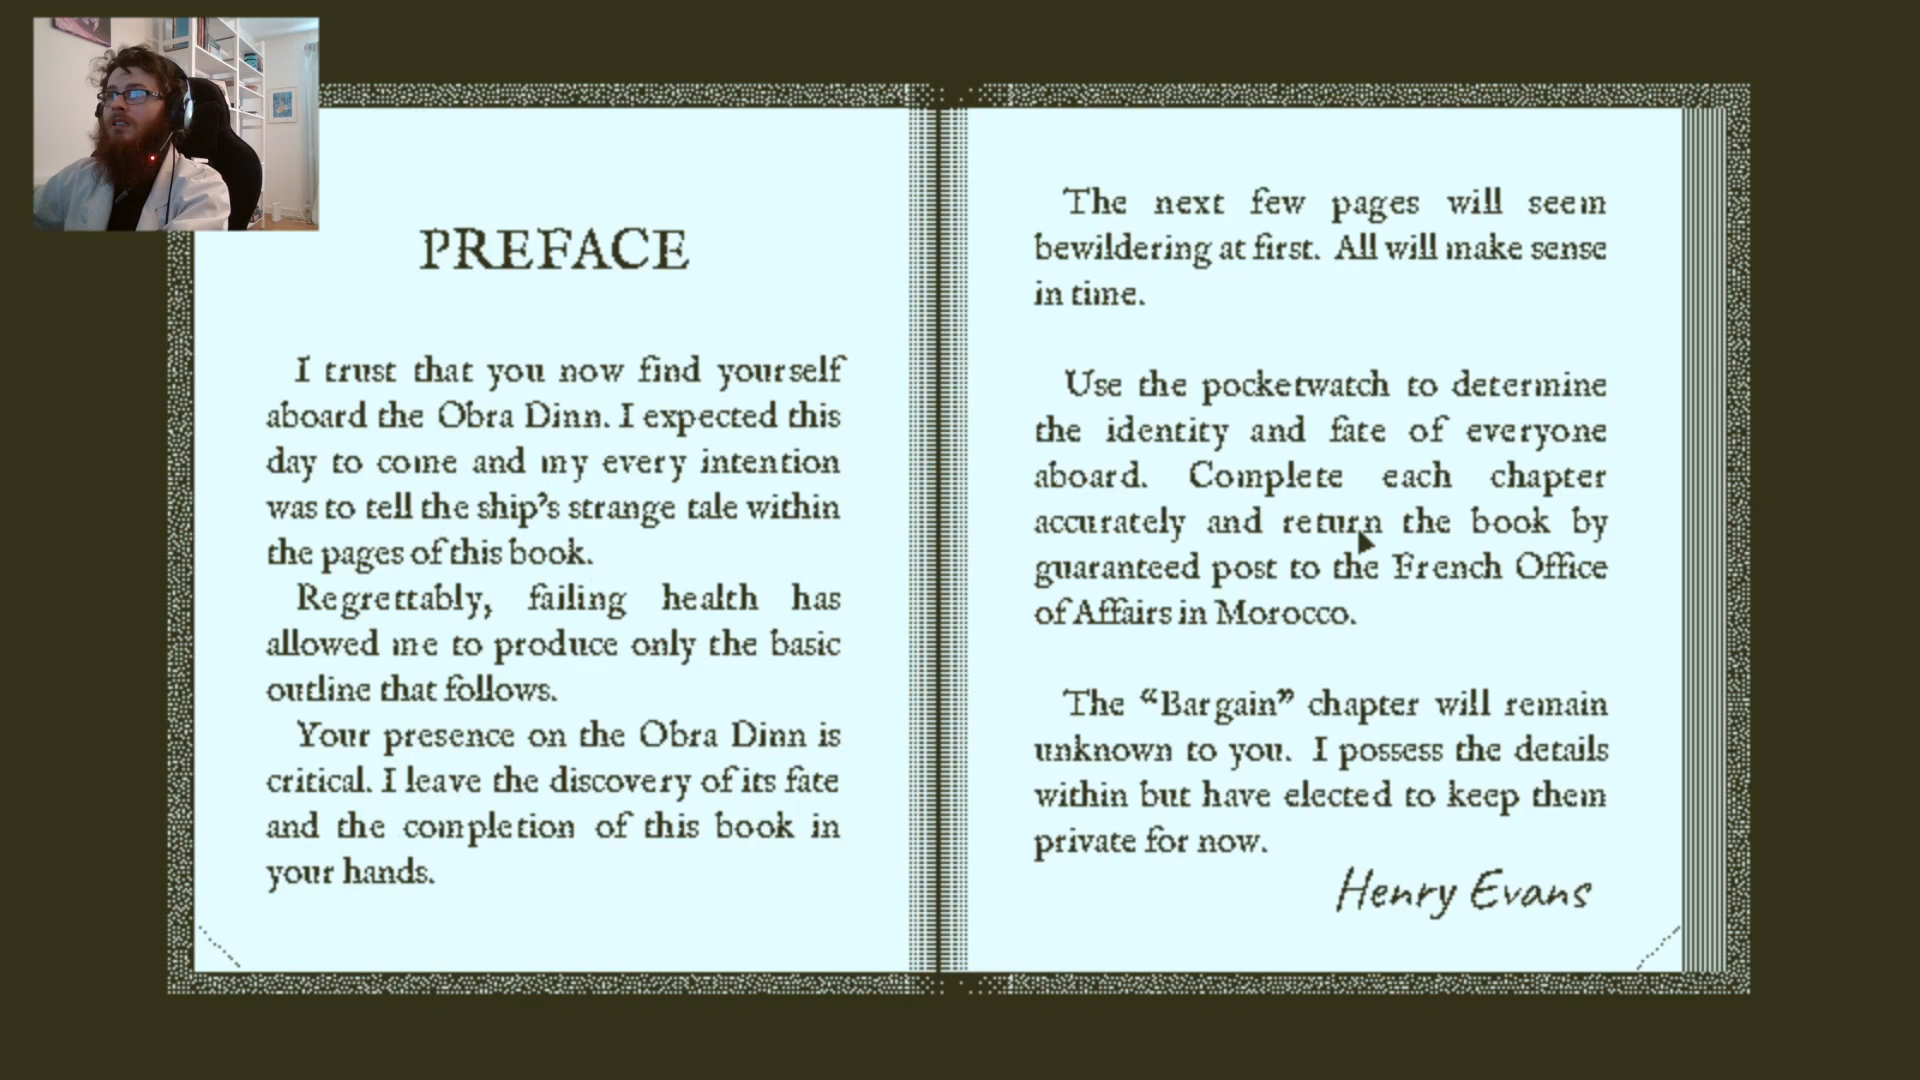 PREFACE
I trust that you now find yourself
aboard the Obra Dinn. I expected this
day to come and my every intention
was to tell the ship's strange tale within
the pages of this book.
Regrettably, failing health has
allowed me to produce only the basic
outline that follows.
Your presence on the Obra Dinn is
critical. I leave the discovery of its fate
and the completion of this book in
your hands.
The next few pages will seem
bewildering at first. All will make sense
in time.
Use the pocketwatch to determine
the identity and fate of everyone
aboard. Complete each chapter
accurately and return the book by
guaranteed post to the French Office
of Affairs in Morocco.
The “Bargain” chapter will remain
unknown to you. I possess the details
within but have elected to keep them
private for now.
Henry Evans